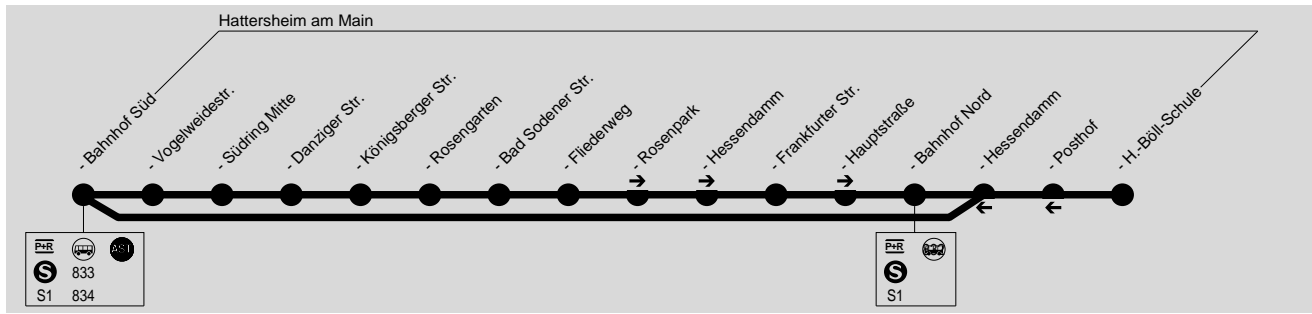 Hattersheim am Main
- Bahnhof Süd
- Vogelweidestr.
- Südring Mitte
- Danziger Str.
- Königsberger Str.
- Rosengarten
- Bad Sodener Str.
- Fliederweg
- Rosenpark
- Hessendamm
- Frankfurter Str.
- Hauptstraße
- Bahnhof Nord
- Hessendamm
- Posthof
- H.-Böll-Schule
P+R AST
S 833
S1 834
P+R
S
S1